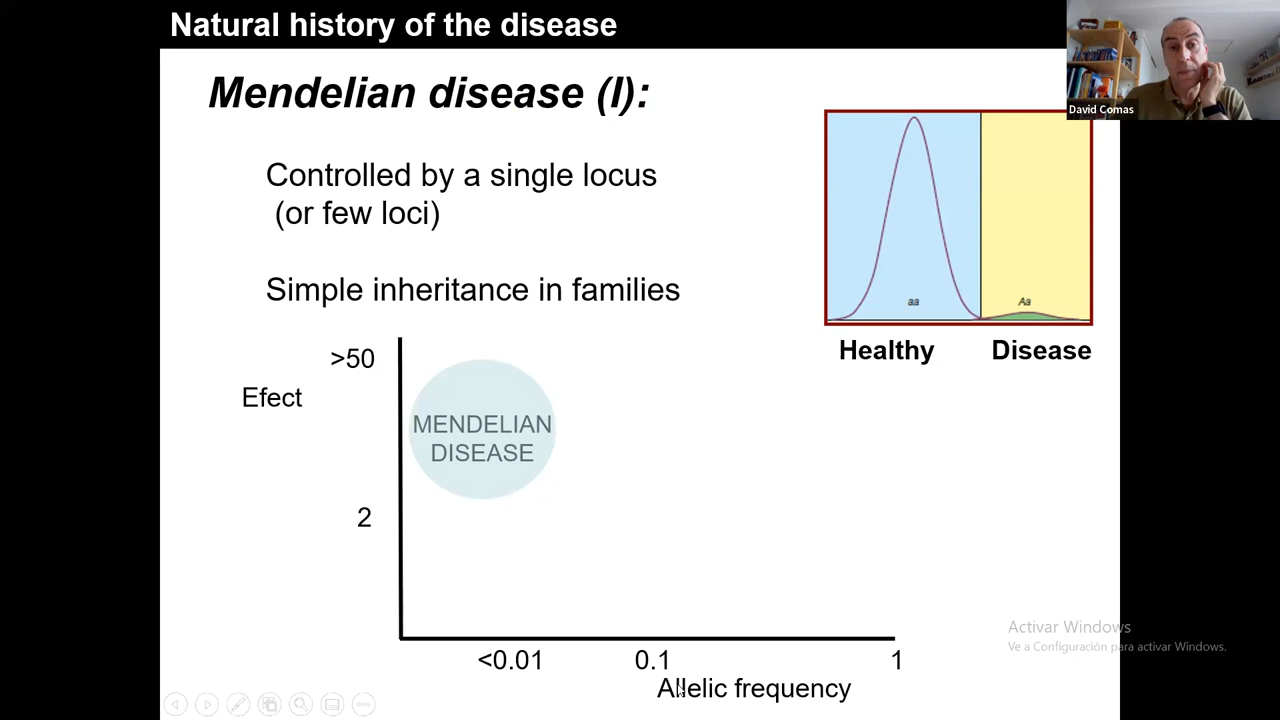 Natural history of the disease
David Comas
Mendelian disease (I):
Controlled by a single locus
(or few loci)
Simple inheritance in families
aa
Aa
Healthy
Disease
>50
Efect
MENDELIAN
DISEASE
2
<0.01
0.1
1
Allelic frequency
Activar Windows
Ve a Configuración para activar Windows.